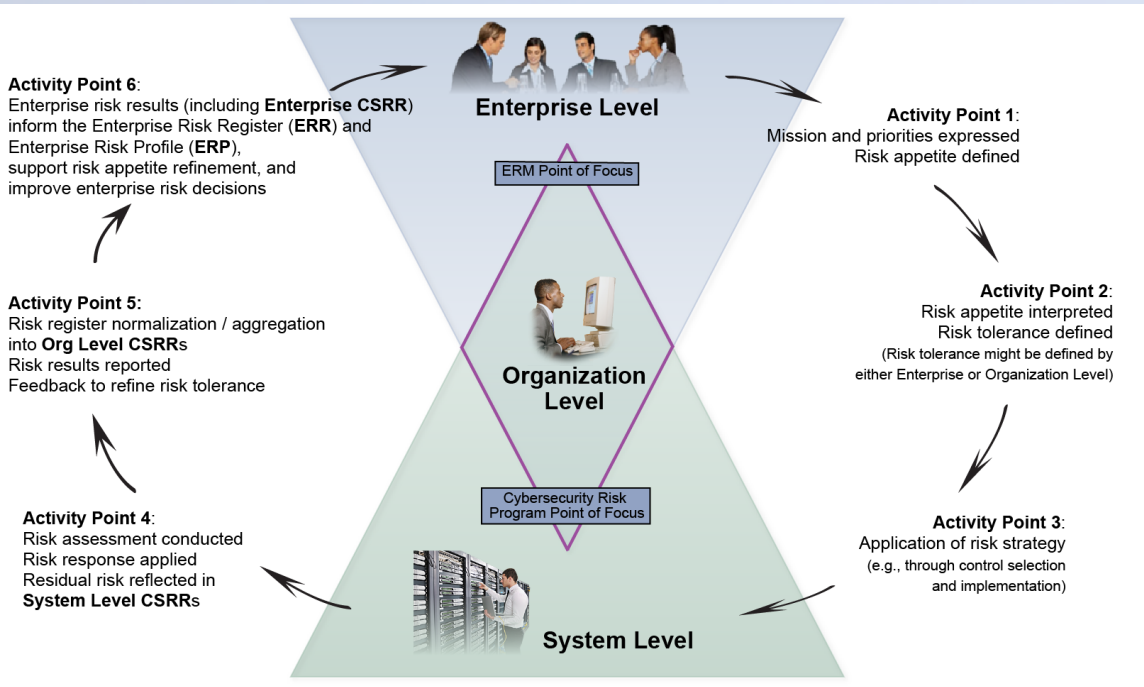 Enterprise Level
ERM Point of Focus
Organization
Level
Cybersecurity Risk
Program Point of Focus
System Level
Activity Point 1:
Mission and priorities expressed
Risk appetite defined
Activity Point 2:
Risk appetite interpreted
Risk tolerance defined
(Risk tolerance might be defined by
either Enterprise or Organization Level)
Activity Point 3:
Application of risk strategy
(e.g., through control selection
and implementation)
Activity Point 4:
Risk assessment conducted
Risk response applied
Residual risk reflected in
System Level CSRRs
Activity Point 5:
Risk register normalization / aggregation
into Org Level CSRRs
Risk results reported
Feedback to refine risk tolerance
Activity Point 6:
Enterprise risk results (including Enterprise CSRR)
inform the Enterprise Risk Register (ERR) and
Enterprise Risk Profile (ERP),
support risk appetite refinement, and
improve enterprise risk decisions